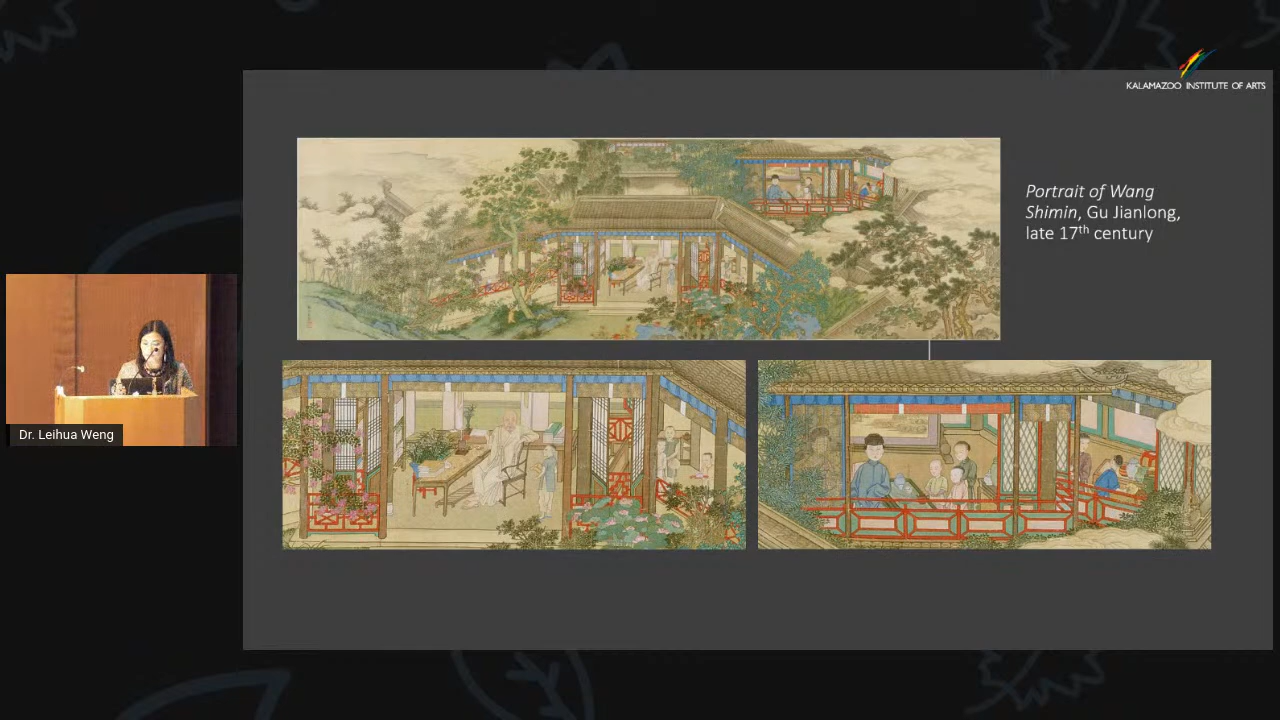 KALAMAZOO INSTITUTE OF ARTS
Portrait of Wang
Shimin, Gu Jianlong,
late 17th century
Dr. Leihua Weng